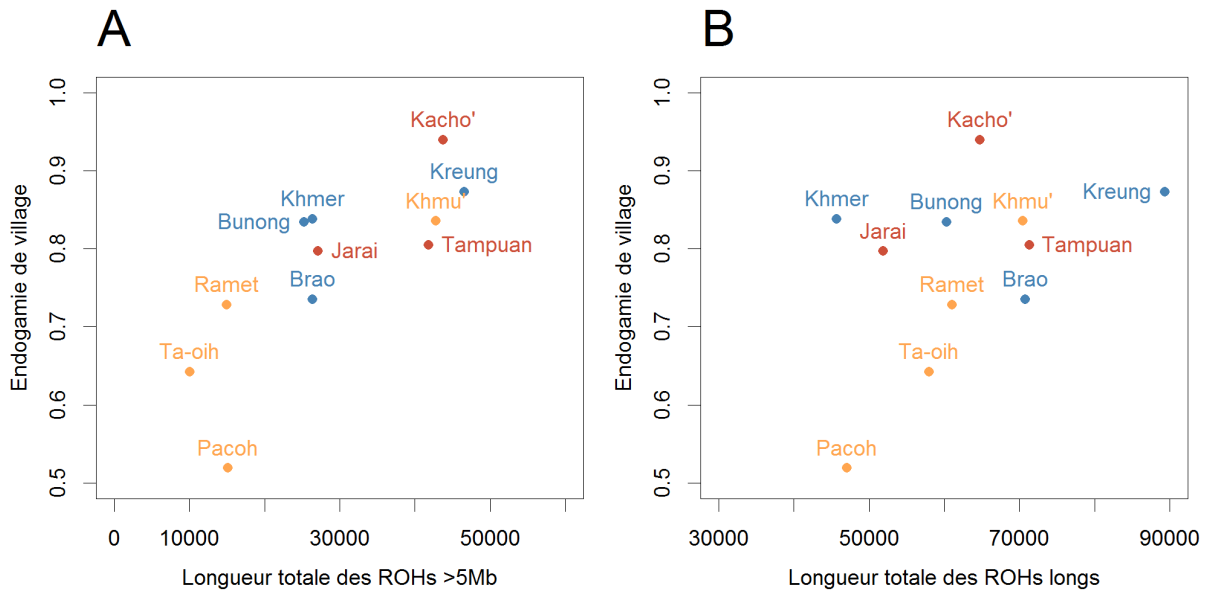 A
Endogamie de village
1.0
0.9
0.8
0.7
0.6
0.5
Kacho'
Kreung
Khmer
Khmu'
Bunong
Jarai
Tampuan
Brao
Ramet
Ta-oih
Pacoh
0 10000 30000 50000
Longueur totale des ROHs >5Mb
B
Endogamie de village
1.0
0.9
0.8
0.7
0.6
0.5
Kacho'
Kreung
Khmer
Bunong
Khmu'
Jarai
Tampuan
Brao
Ramet
Ta-oih
Pacoh
30000 50000 70000 90000
Longueur totale des ROHs longs